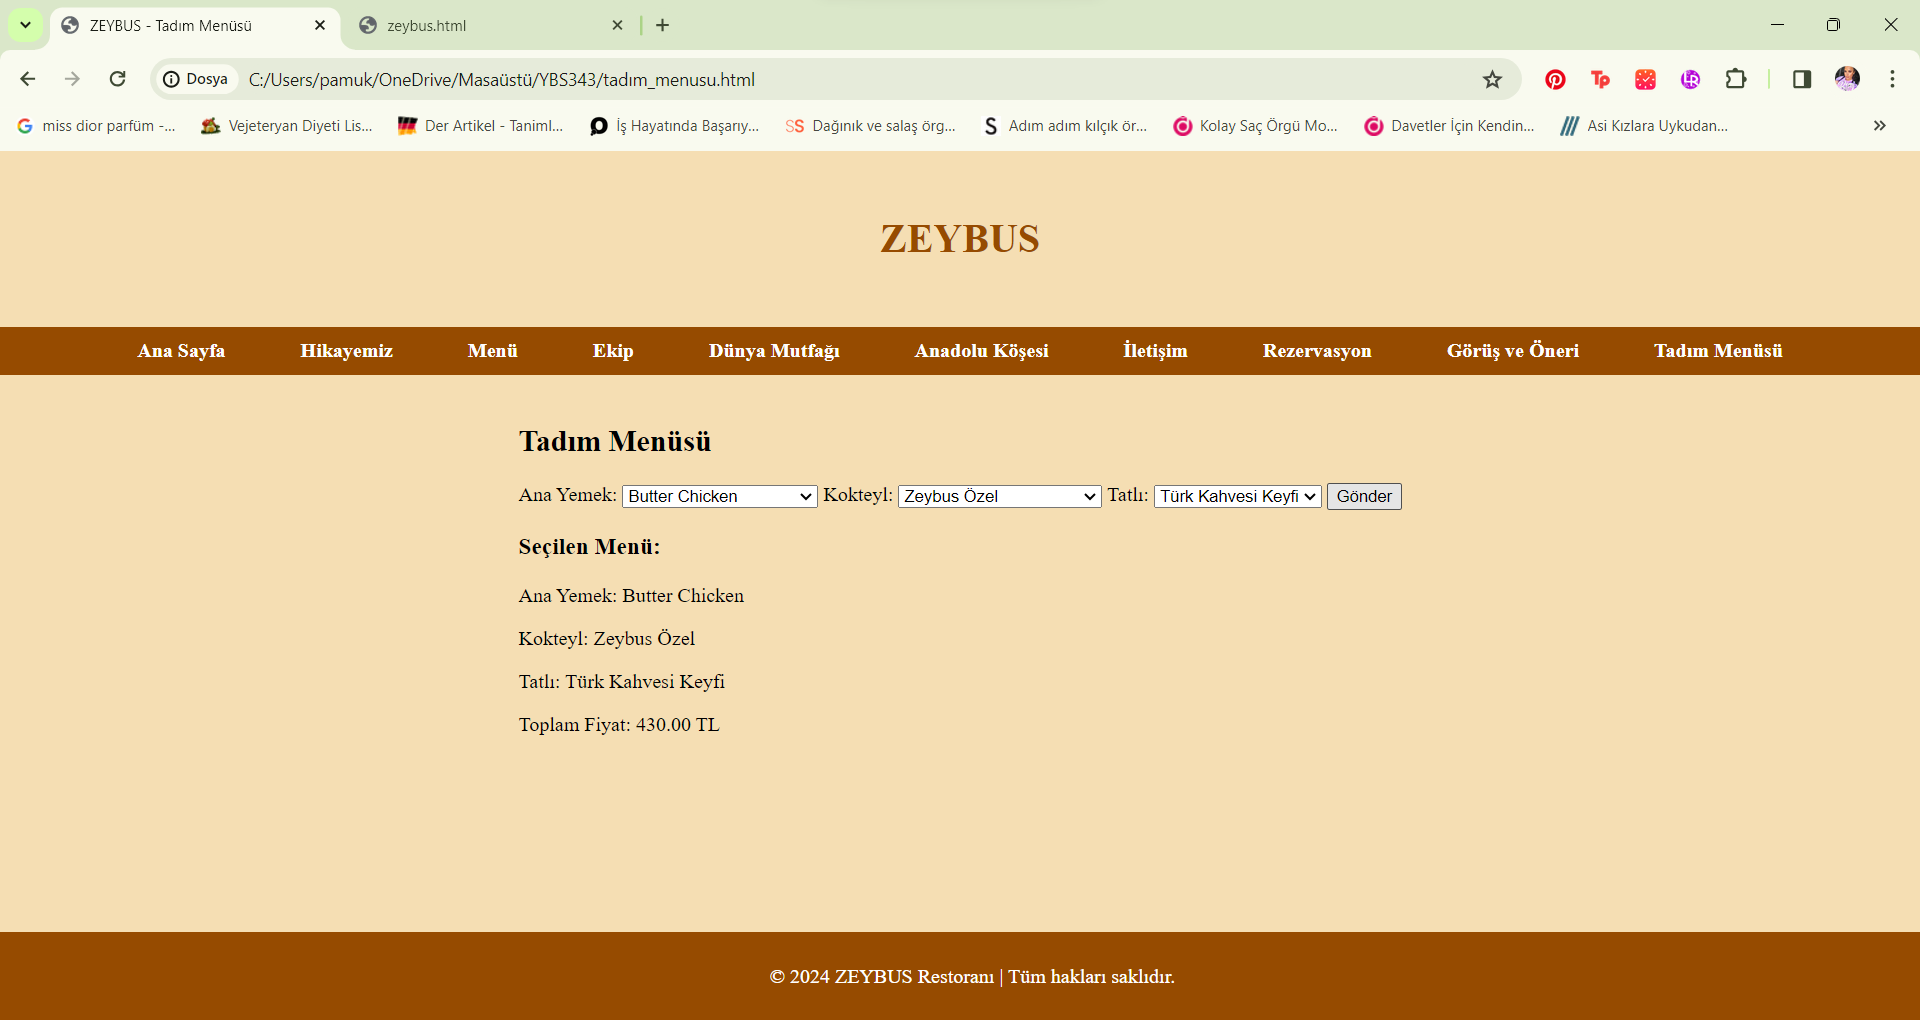 ZEYBUS - Tadım Menüsü
zeybus.html
Dosya C:/Users/pamuk/OneDrive/Masaüstü/YBS343/tadım_menusu.html
Tp
miss dior parfüm -... Vejeteryan Diyeti Lis... Der Artikel - Taniml... İş Hayatında Başarıy... SS Dağınık ve salaş örg... S Adım adım kılçık ör... Kolay Saç Örgü Mo... Davetler İçin Kendin... Asi Kızlara Uykudan...
ZEYBUS
Ana Sayfa Hikayemiz Menü Ekip Dünya Mutfağı Anadolu Köşesi İletişim Rezervasyon Görüş ve Öneri Tadım Menüsü
Tadım Menüsü
Ana Yemek: Butter Chicken Kokteyl: Zeybus Özel Tatlı: Türk Kahvesi Keyfi Gönder
Seçilen Menü:
Ana Yemek: Butter Chicken
Kokteyl: Zeybus Özel
Tatlı: Türk Kahvesi Keyfi
Toplam Fiyat: 430.00 TL
© 2024 ZEYBUS Restoranı | Tüm hakları saklıdır.